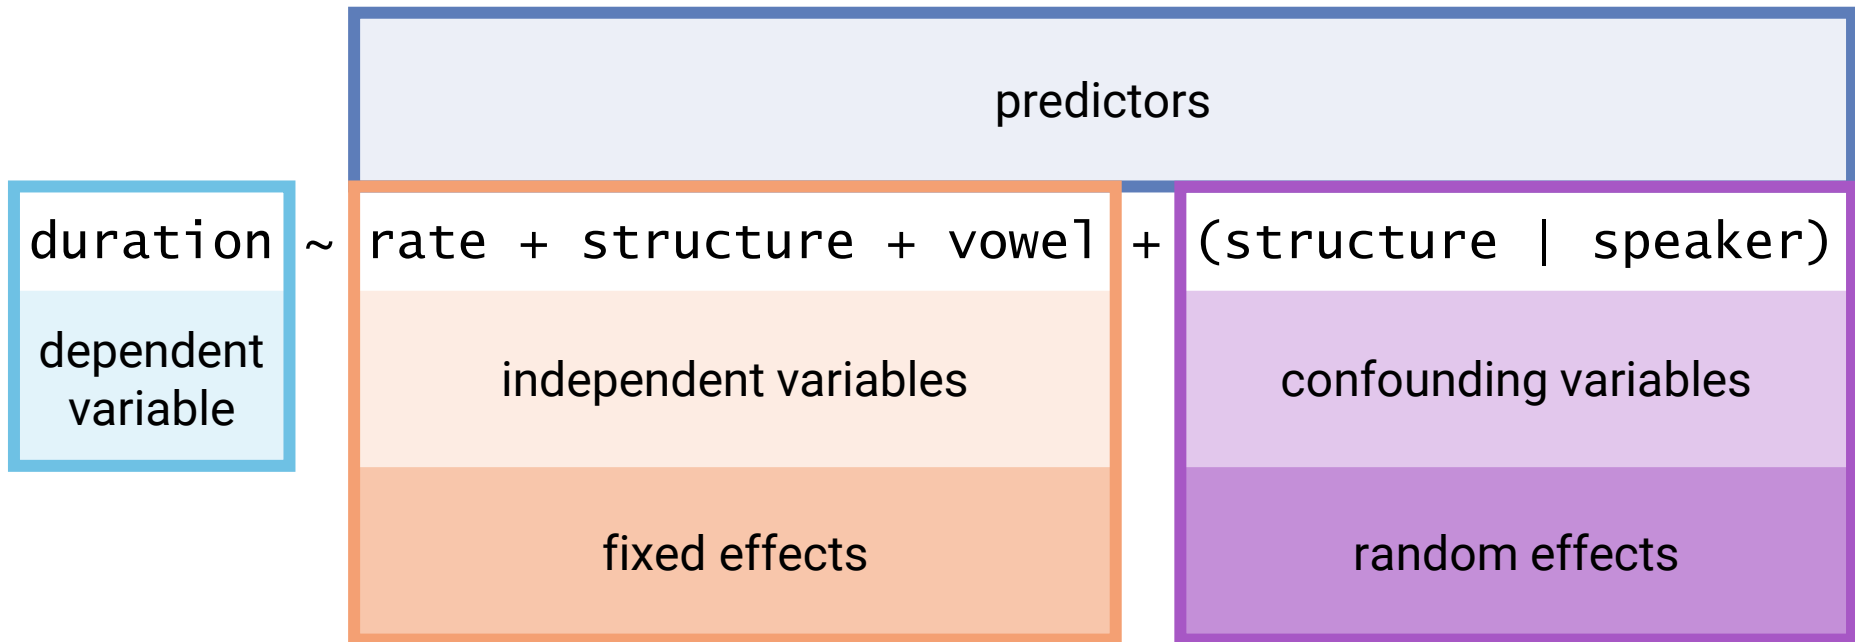 predictors
duration ~ rate + structure + vowel + (structure | speaker)
dependent
variable
independent variables
confounding variables
fixed effects
random effects